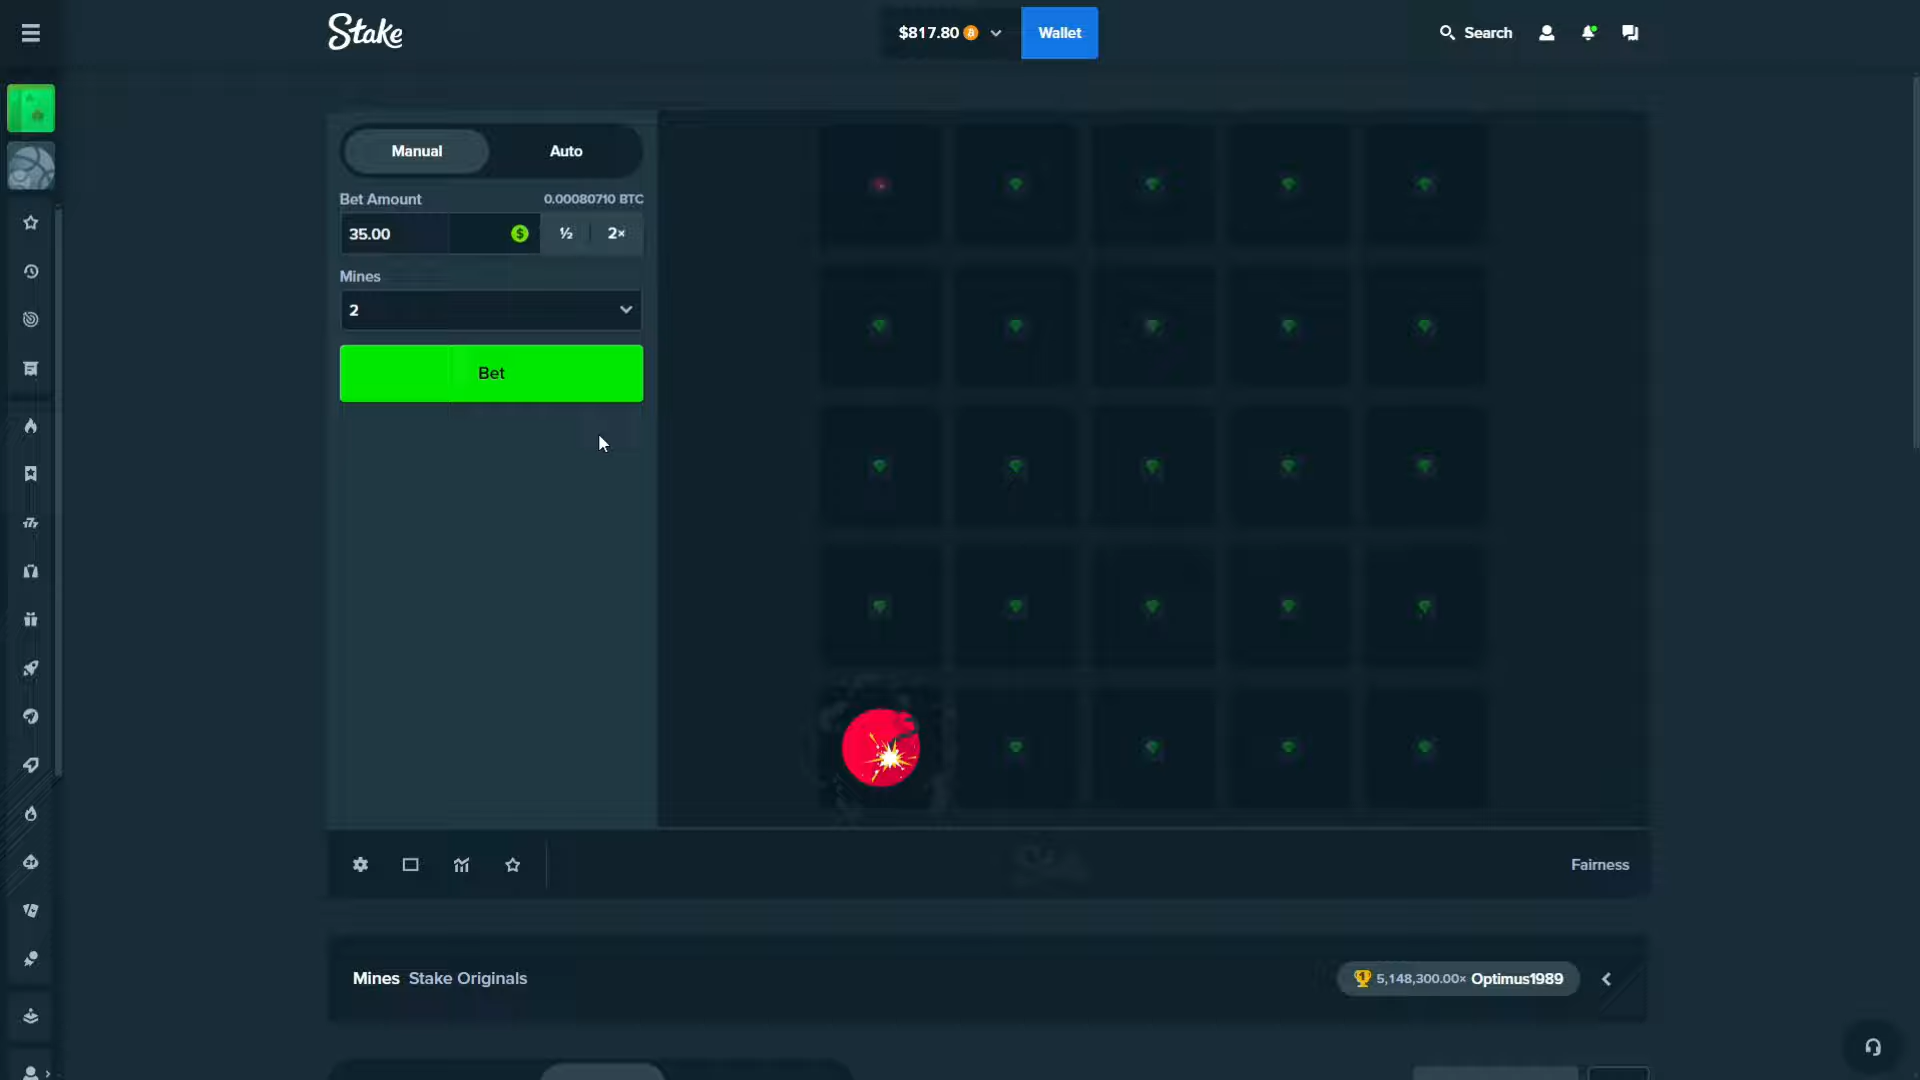 Stake
$817.80
Wallet
Search
Manual
Auto
Bet Amount
0.00080710 BTC
35.00
½
2×
Mines
2
Bet
Stake
Fairness
Mines Stake Originals
5,148,300.00× Optimus1989